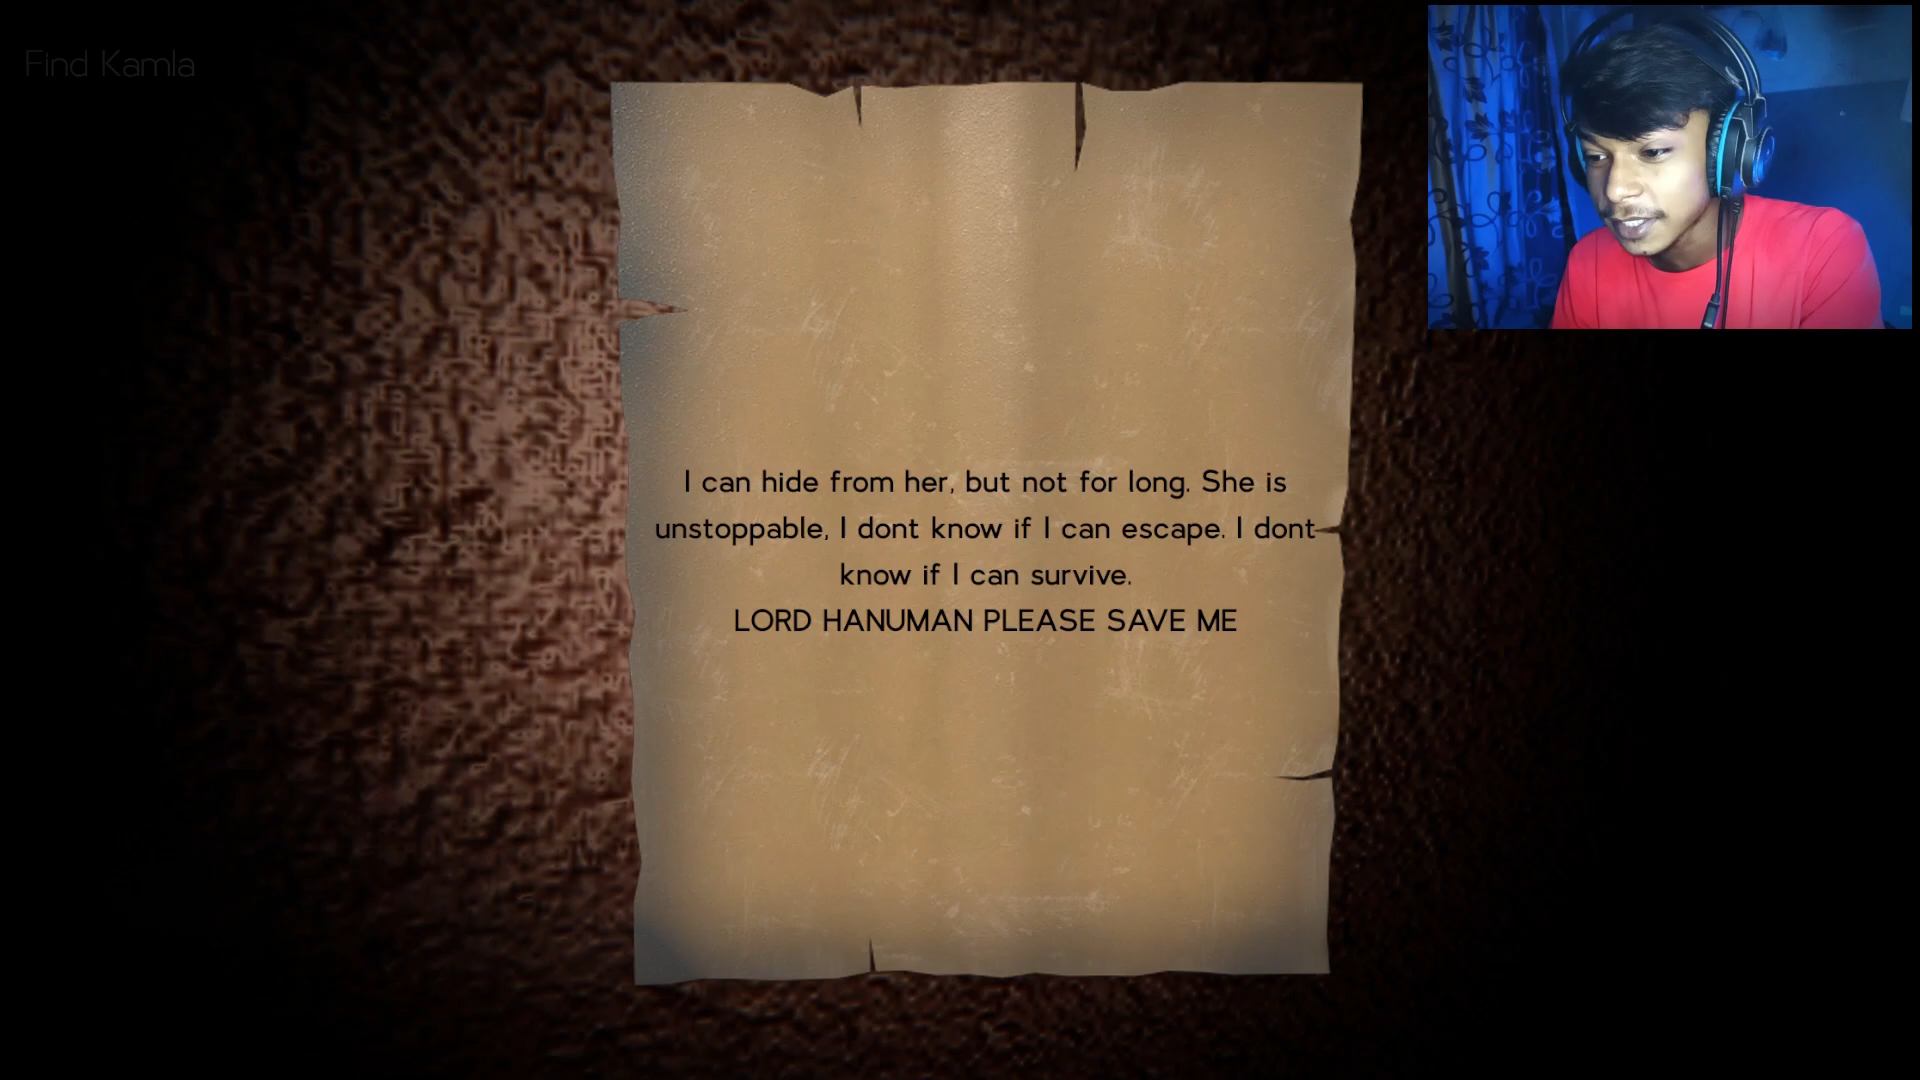 Find Kamla
I can hide from her, but not for long. She is
unstoppable, I dont know if I can escape. I dont
know if I can survive.
LORD HANUMAN PLEASE SAVE ME